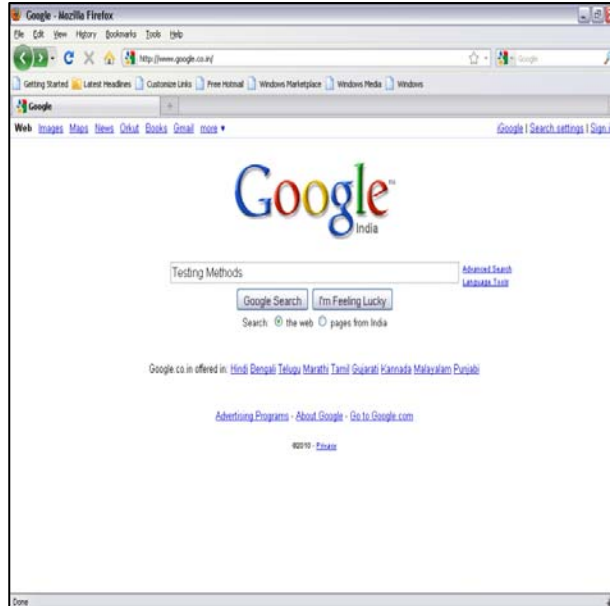 Google - Mozilla Firefox
File Edit View History Bookmarks Tools Help
http://www.google.co.in/ Google
Getting Started Latest Headlines Customize Links Free Hotmail Windows Marketplace Windows Media Windows
Google
Web Images Maps News Orkut Books Gmail more ▼ iGoogle | Search settings | Sign i
Google
India
Testing Methods
Advanced Search
Language Tools
Google Search I'm Feeling Lucky
Search: the web pages from India
Google.co.in offered in: Hindi Bengali Telugu Marathi Tamil Gujarati Kannada Malayalam Punjabi
Advertising Programs - About Google - Go to Google.com
©2010 - Privacy
Done